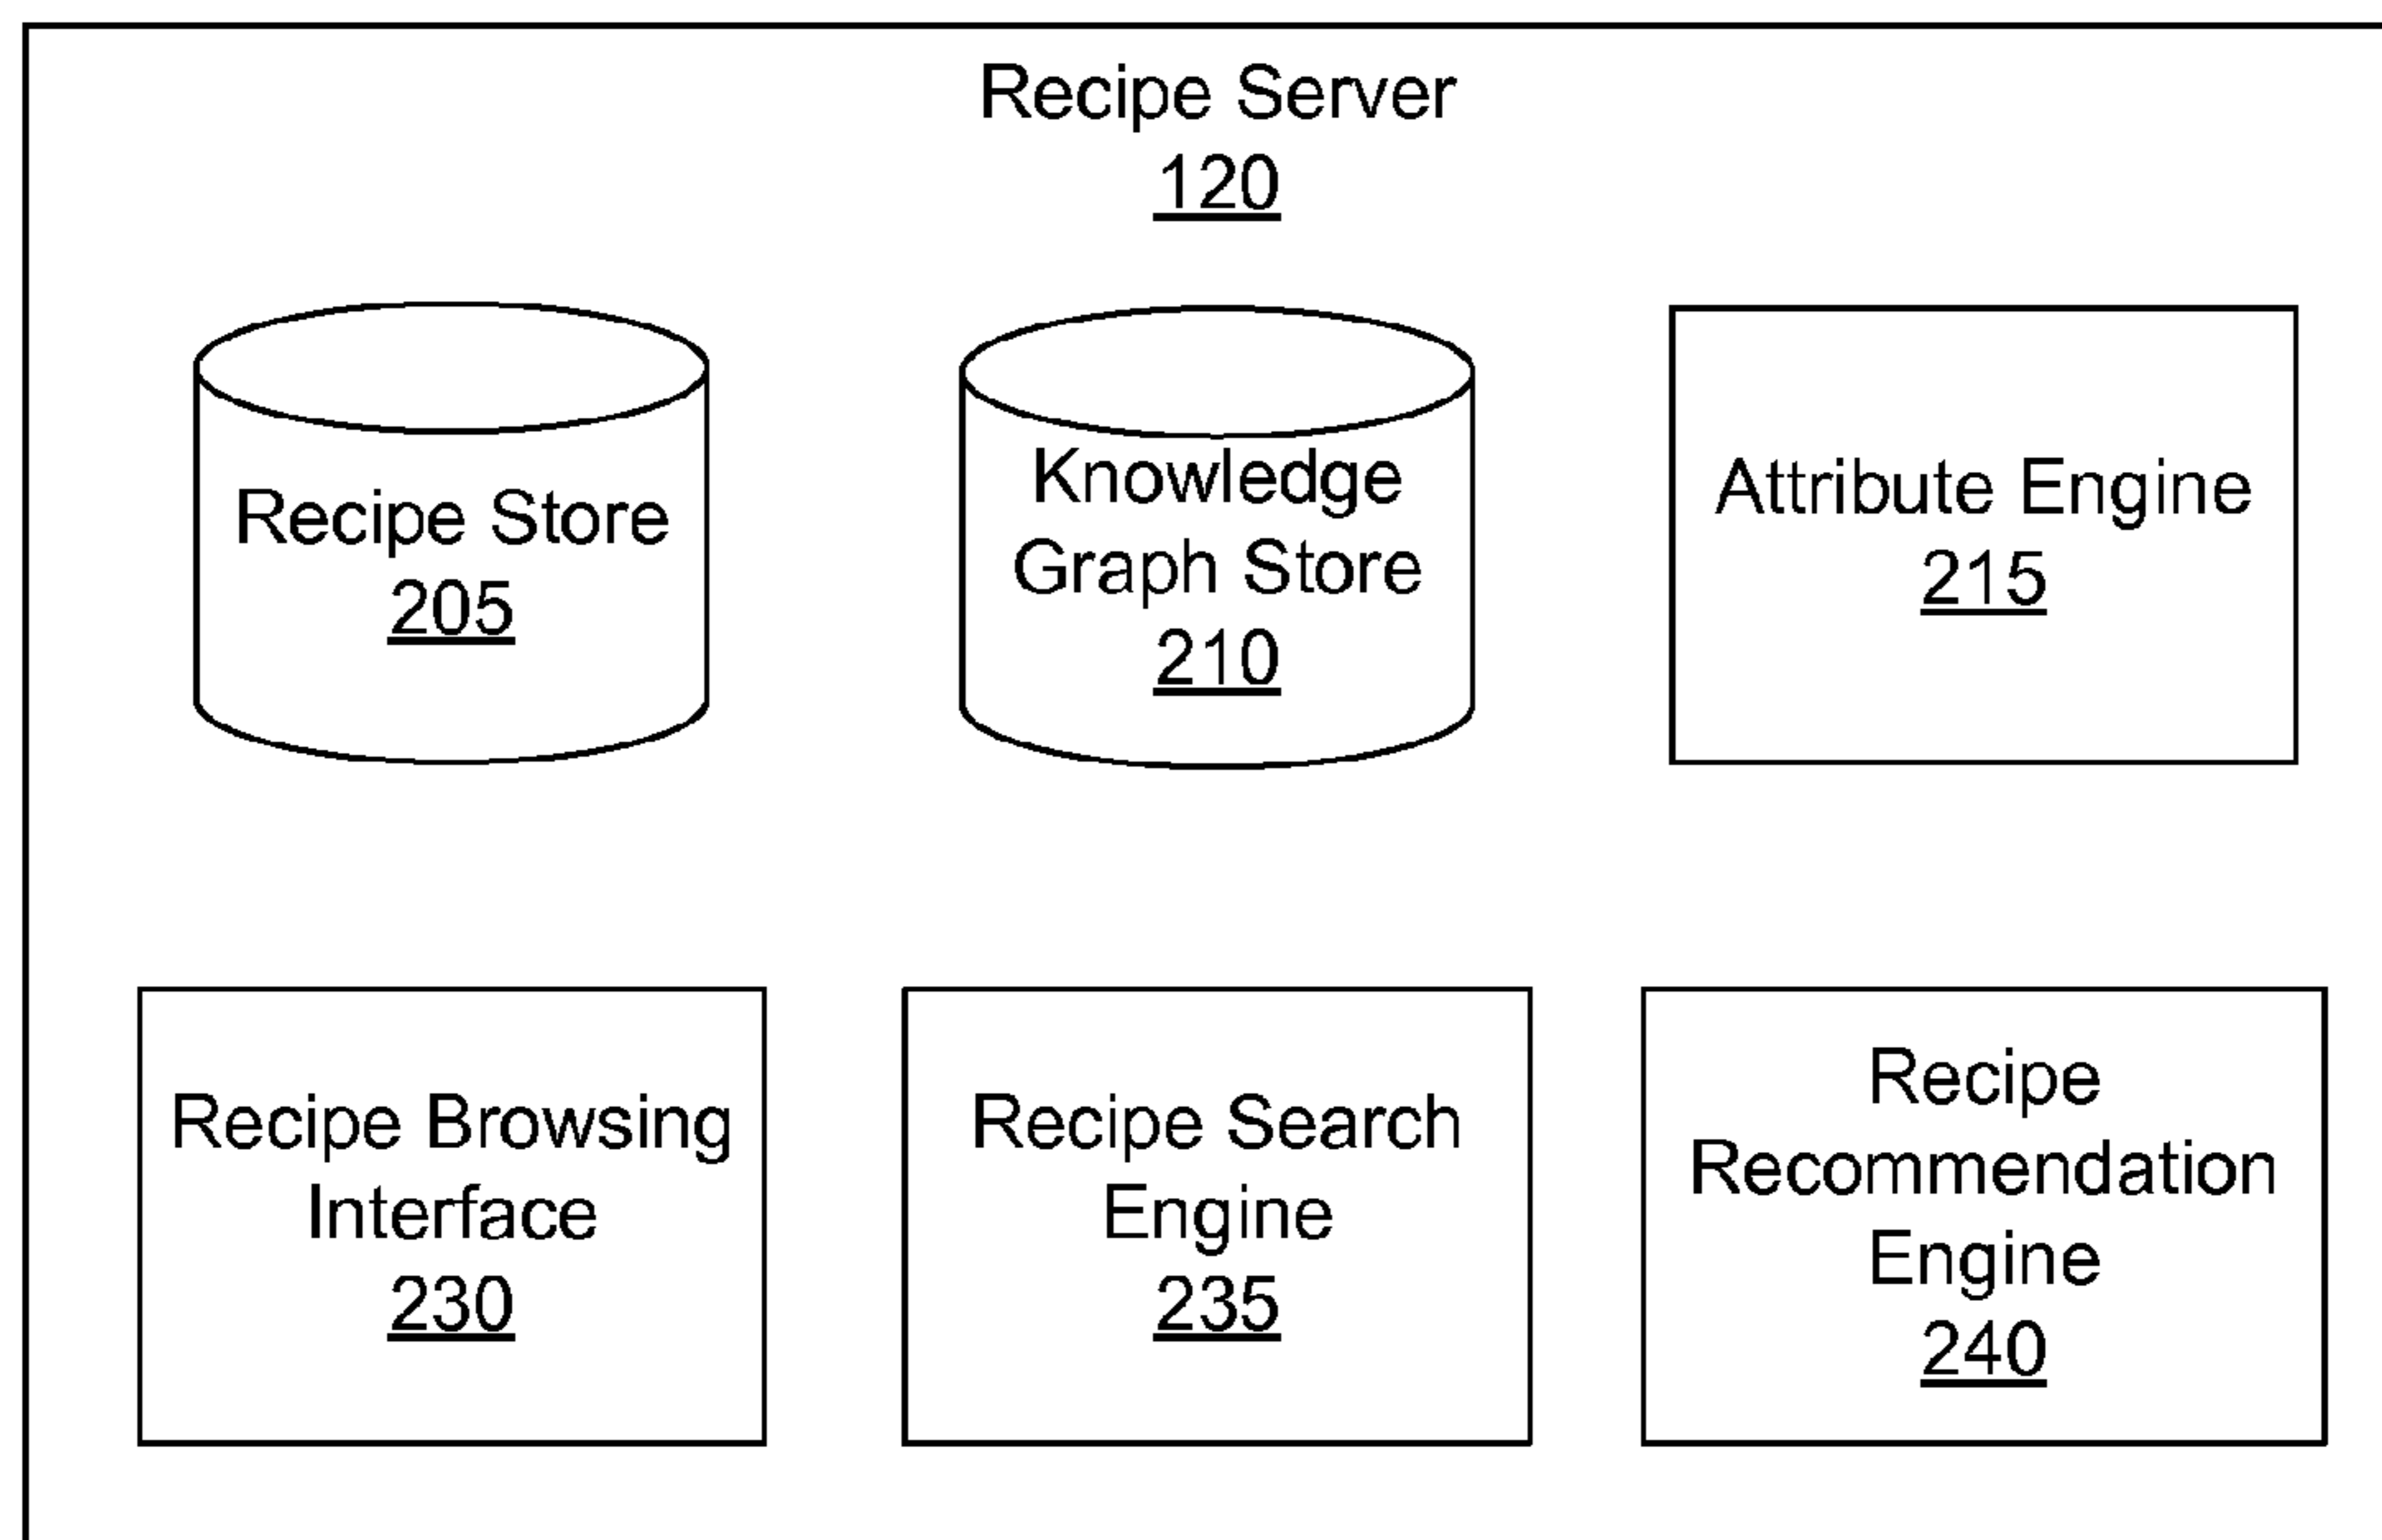 Recipe Server
120
Recipe Store
205
Knowledge
Graph Store
210
Attribute Engine
215
Recipe Browsing
Interface
230
Recipe Search
Engine
235
Recipe
Recommendation
Engine
240